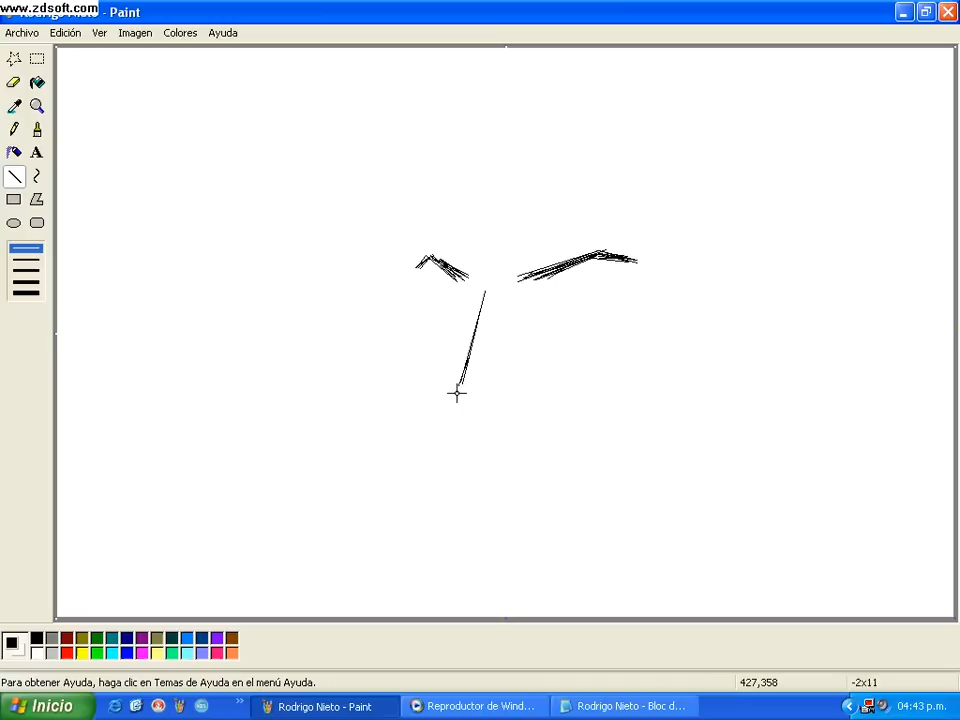 www.zdsoft.com
Rodrigo Nieto - Paint
Archivo Edición Ver Imagen Colores Ayuda
A
Para obtener Ayuda, haga clic en Temas de Ayuda en el menú Ayuda.
427,358
-2x11
Inicio
Rodrigo Nieto - Paint
Reproductor de Wind...
Rodrigo Nieto - Bloc d...
04:43 p.m.